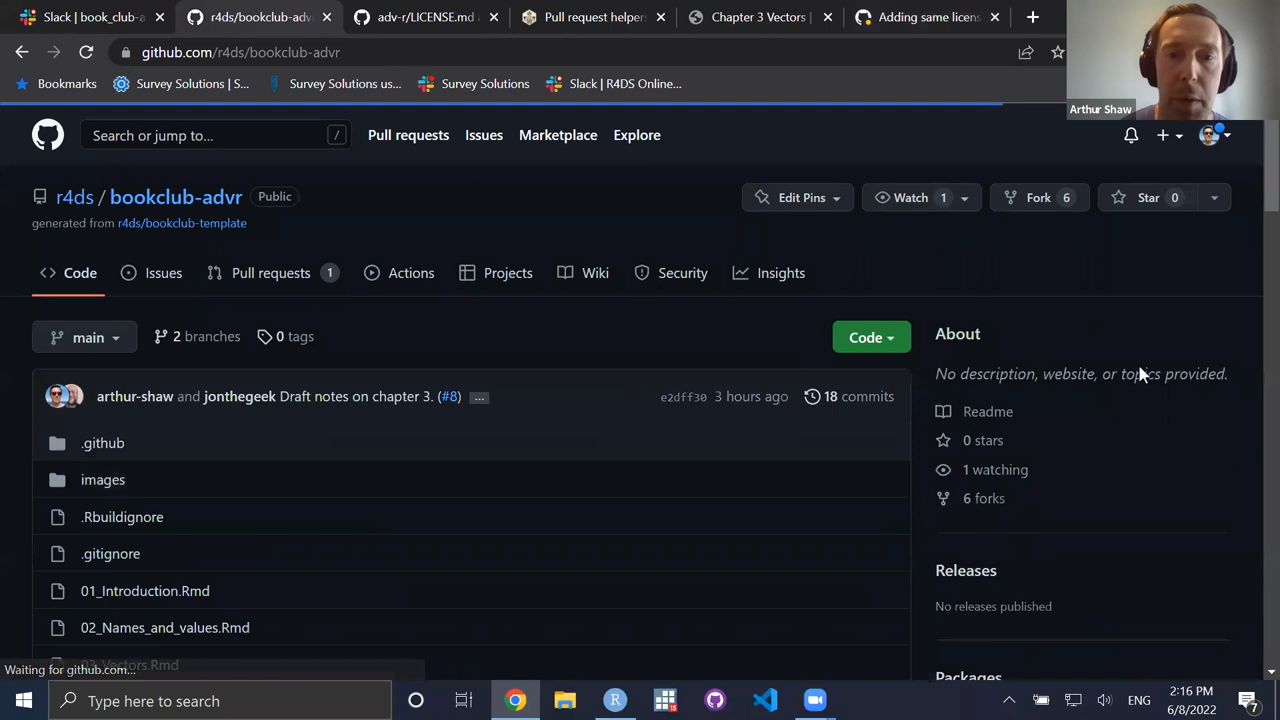 Slack | book_club-a
r4ds/bookclub-adv
adv-r/LICENSE.md
Pull request helpers
Chapter 3 Vectors |
Adding same licens
github.com/r4ds/bookclub-advr
Bookmarks
Survey Solutions | S...
Survey Solutions us...
Survey Solutions
Slack | R4DS Online...
Arthur Shaw
Search or jump to...
/
Pull requests
Issues
Marketplace
Explore
r4ds / bookclub-advr
Public
Edit Pins
Watch 1
Fork 6
Star 0
generated from r4ds/bookclub-template
Code
Issues
Pull requests 1
Actions
Projects
Wiki
Security
Insights
main
2 branches
0 tags
Code
About
No description, website, or topics provided.
arthur-shaw and jonthegeek Draft notes on chapter 3. (#8) ...
e2dff30 3 hours ago
18 commits
Readme
.github
0 stars
images
1 watching
.Rbuildignore
6 forks
.gitignore
01_Introduction.Rmd
Releases
02_Names_and_values.Rmd
No releases published
03_Vectors.Rmd
Packages
Waiting for github.com...
Type here to search
ENG
2:16 PM
6/8/2022
7